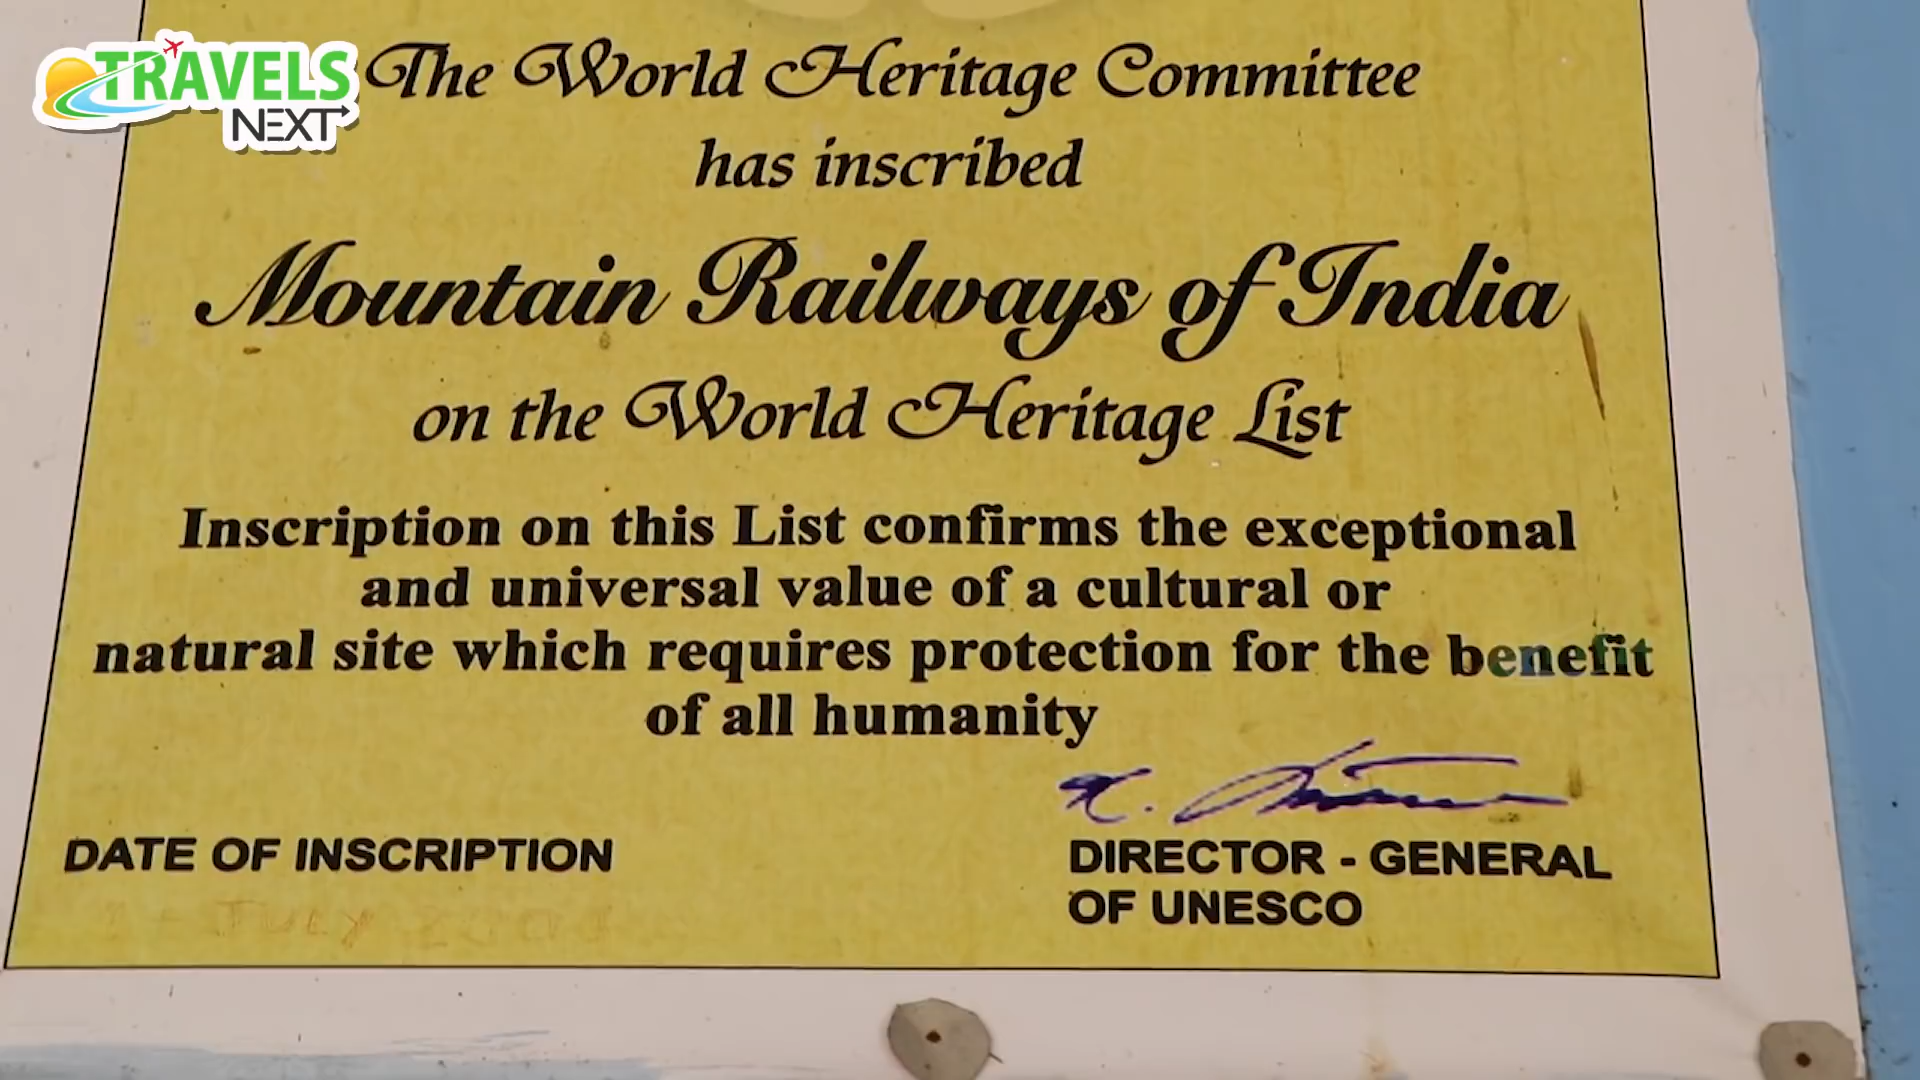 TRAVELS
NEXT
The World Heritage Committee
has inscribed
Mountain Railways of India
on the World Heritage List
Inscription on this List confirms the exceptional
and universal value of a cultural or
natural site which requires protection for the benefit
of all humanity
DATE OF INSCRIPTION
DIRECTOR - GENERAL
OF UNESCO